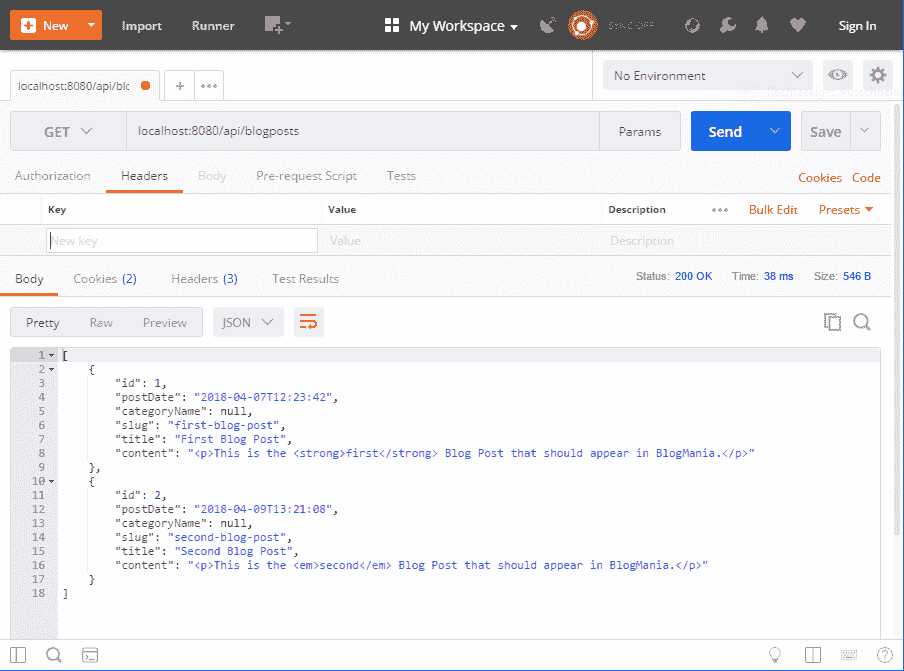 New Import Runner My Workspace SYNC OFF Sign In
localhost:8080/api/blc No Environment
GET localhost:8080/api/blogposts Params Send Save
Authorization Headers Body Pre-request Script Tests Cookies Code
Key Value Description Bulk Edit Presets
New key Value Description
Body Cookies (2) Headers (3) Test Results Status: 200 OK Time: 38 ms Size: 546 B
Pretty Raw Preview JSON
1 [
2 {
3 "id": 1,
4 "postDate": "2018-04-07T12:23:42",
5 "categoryName": null,
6 "slug": "first-blog-post",
7 "title": "First Blog Post",
8 "content": "<p>This is the <strong>first</strong> Blog Post that should appear in BlogMania.</p>"
9 },
10 {
11 "id": 2,
12 "postDate": "2018-04-09T13:21:08",
13 "categoryName": null,
14 "slug": "second-blog-post",
15 "title": "Second Blog Post",
16 "content": "<p>This is the <em>second</em> Blog Post that should appear in BlogMania.</p>"
17 }
18 ]